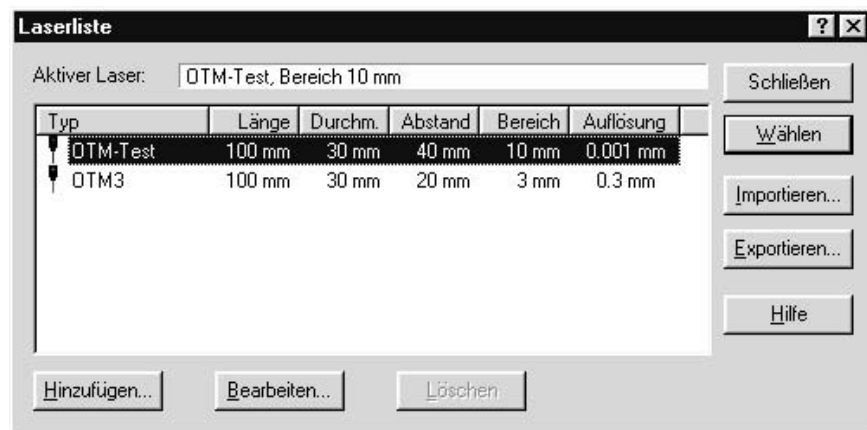 Laserliste
Aktiver Laser: OTM-Test, Bereich 10 mm
Schließen
Typ Länge Durchm. Abstand Bereich Auflösung
Wählen
OTM-Test 100 mm 30 mm 40 mm 10 mm 0.001 mm
OTM3 100 mm 30 mm 20 mm 3 mm 0.3 mm
Importieren...
Exportieren...
Hilfe
Hinzufügen... Bearbeiten... Löschen